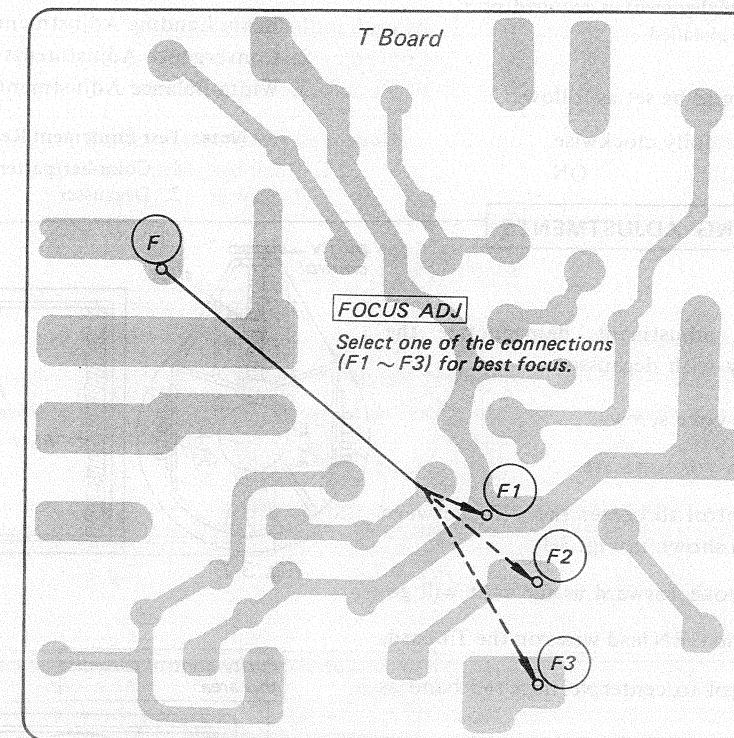 T Board
F
FOCUS ADJ
Select one of the connections
(F1 ~ F3) for best focus.
F1
F2
F3